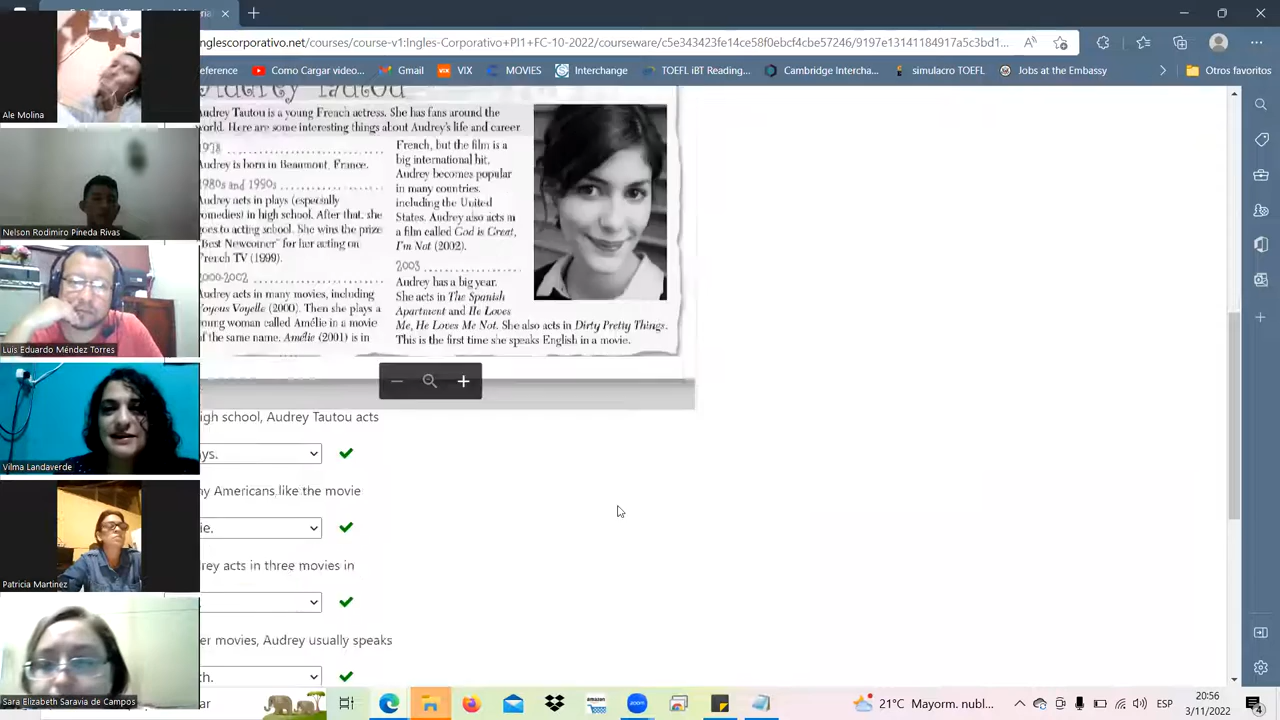 nglescorporativo.net/courses/course-v1:Ingles-Corporativo+PI1+FC-10-2022/courseware/c5e343423fe14ce58f0ebcf4cbe57246/9197e13141184917a5c3bd1...
eference
Como Cargar video...
Gmail
VIX
MOVIES
Interchange
TOEFL iBT Reading...
Cambridge Intercha...
simulacro TOEFL
Jobs at the Embassy
Otros favoritos
Audrey Tautou
Audrey Tautou is a young French actress. She has fans around the
world. Here are some interesting things about Audrey's life and career
Audrey is born in Beaumont, France.
1980s and 1990s
Audrey acts in plays (especially
comedies) in high school. After that, she
goes to acting school. She wins the prize
"Best Newcomer" for her acting on
French TV (1999).
2000-2002
Audrey acts in many movies, including
Voyous Voyelle (2000). Then she plays a
young woman called Amélie in a movie
of the same name. Amélie (2001) is in
French, but the film is a
big international hit.
Audrey becomes popular
in many countries.
including the United
States. Audrey also acts in
a film called God is Great,
I'm Not (2002).
2003
Audrey has a big year.
She acts in The Spanish
Apartment and He Loves
Me, He Loves Me Not. She also acts in Dirty Pretty Things.
This is the first time she speaks English in a movie.
igh school, Audrey Tautou acts
ys.
ny Americans like the movie
ie.
rey acts in three movies in
er movies, Audrey usually speaks
ch.
Ale Molina
Nelson Rodimiro Pineda Rivas
Luis Eduardo Méndez Torres
Vilma Landaverde
Patricia Martinez
Sara Elizabeth Saravia de Campos
ar
amazon
zoom
21°C Mayorm. nubl...
ESP
20:56
3/11/2022
4